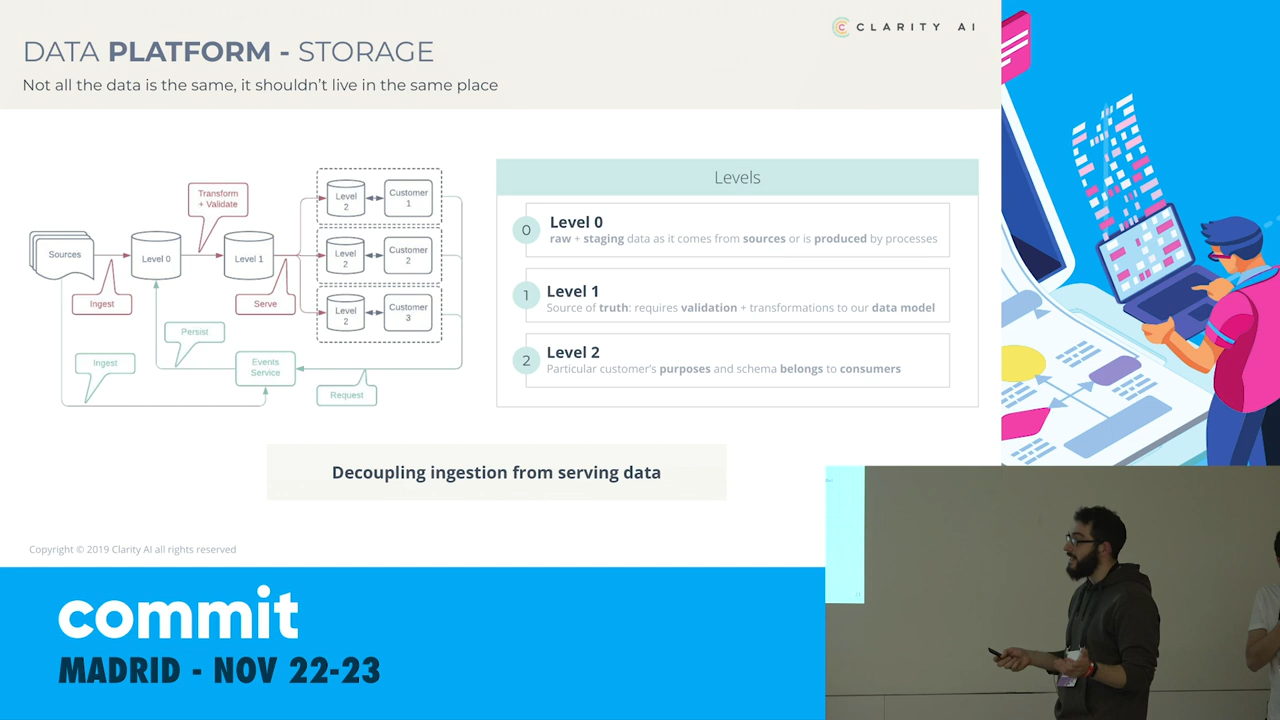 CLARITY AI
DATA PLATFORM - STORAGE
Not all the data is the same, it shouldn't live in the same place
Sources
Ingest
Level 0
Transform
+ Validate
Level 1
Serve
Level
2
Customer
1
Level
2
Customer
2
Level
2
Customer
3
Persist
Ingest
Events
Service
Request
Levels
0
Level 0
raw + staging data as it comes from sources or is produced by processes
1
Level 1
Source of truth: requires validation + transformations to our data model
2
Level 2
Particular customer's purposes and schema belongs to consumers
Decoupling ingestion from serving data
Copyright © 2019 Clarity AI all rights reserved
commit
MADRID - NOV 22-23